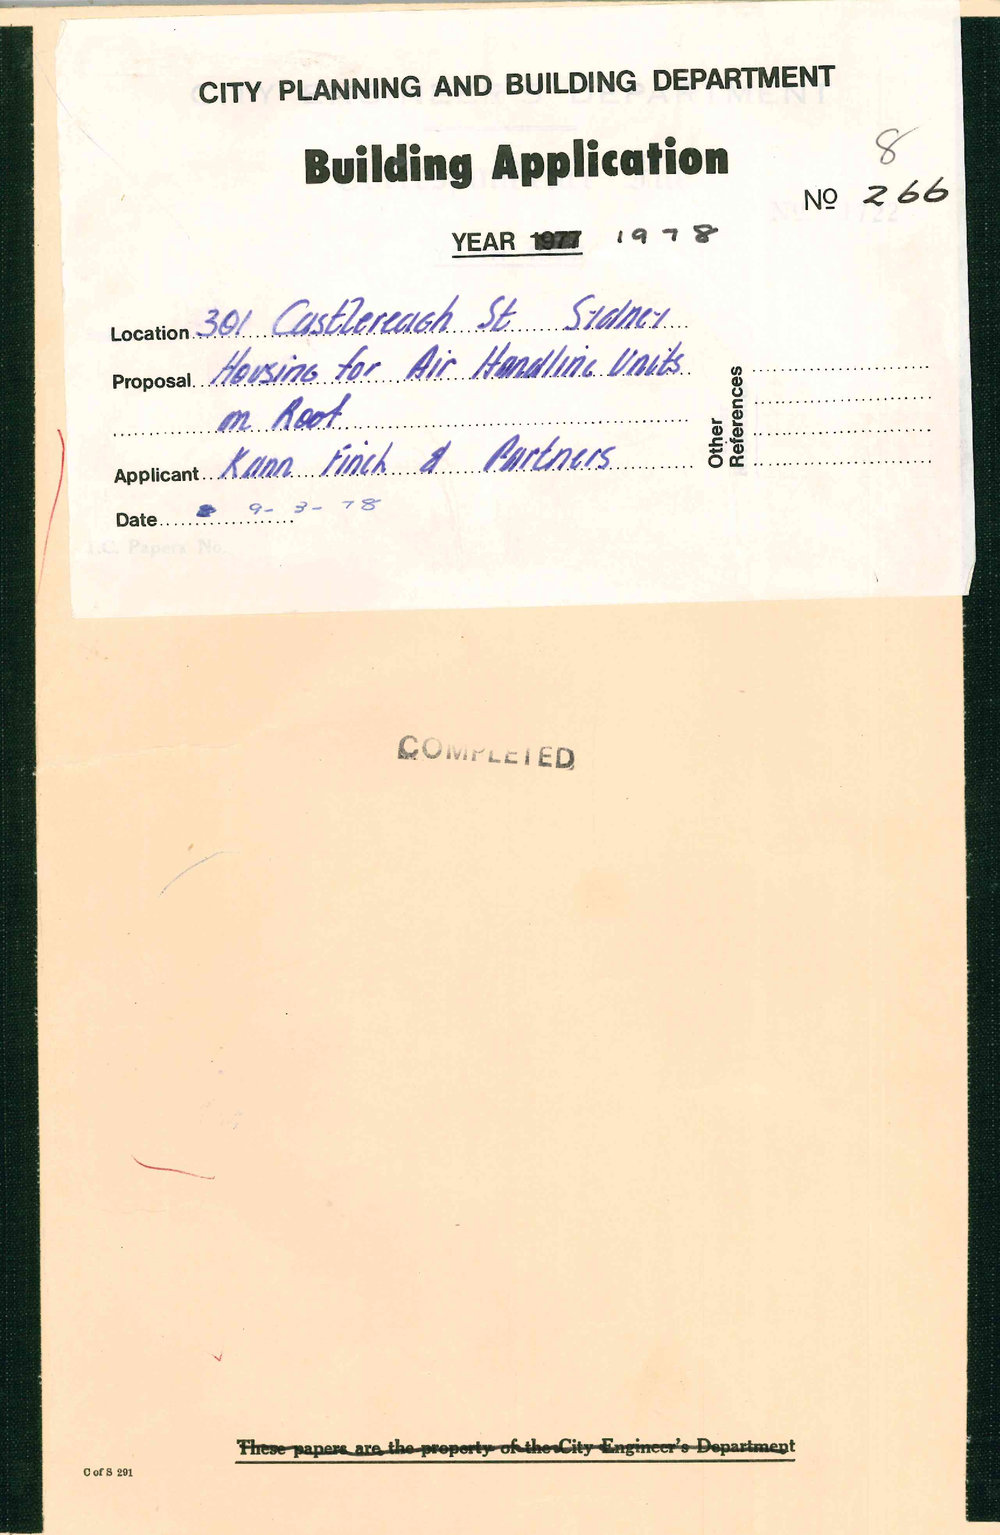 CITY PLANNING AND BUILDING DEPARTMENT
Building Application
8
No 266
YEAR 1977 1978
Location 301 Castlereagh St Sydney
Proposal Housing for Air Handling Units
on Roof
Other References
Applicant Kann Finch & Partners
Date 9-3-78
I.C. Papers No.
COMPLETED
These papers are the property of the City Engineer's Department
C of S 291